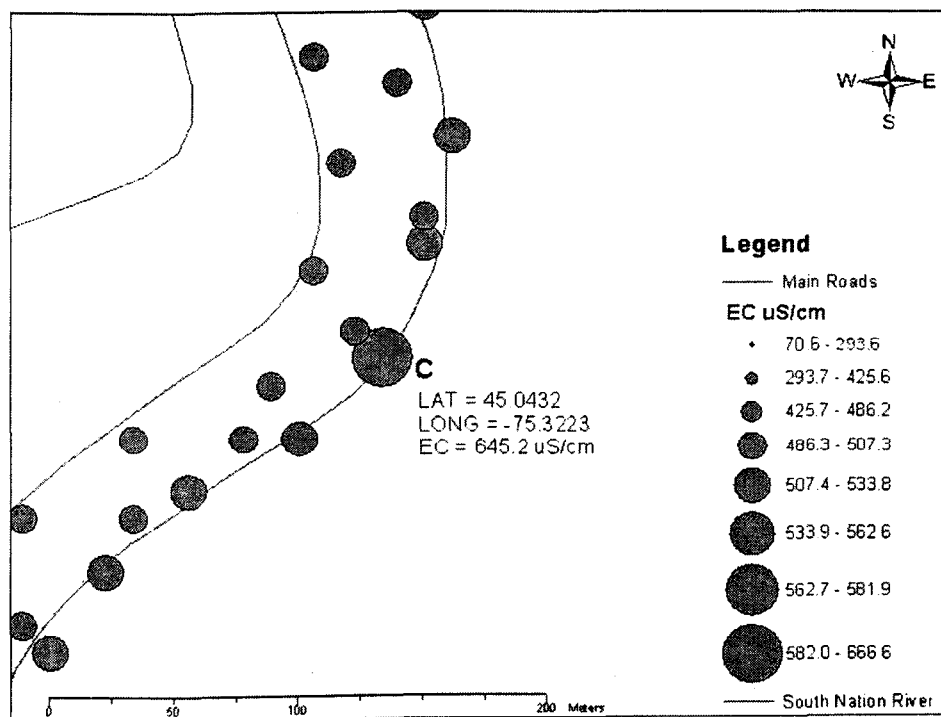 N
W E
S
Legend
Main Roads
EC uS/cm
70.6 - 293.6
293.7 - 425.6
425.7 - 486.2
486.3 - 507.3
507.4 - 533.8
533.9 - 562.6
562.7 - 581.9
582.0 - 666.6
South Nation River
C
LAT = 45.0432
LONG = -75.3223
EC = 645.2 uS/cm
0 50 100 200 Meters